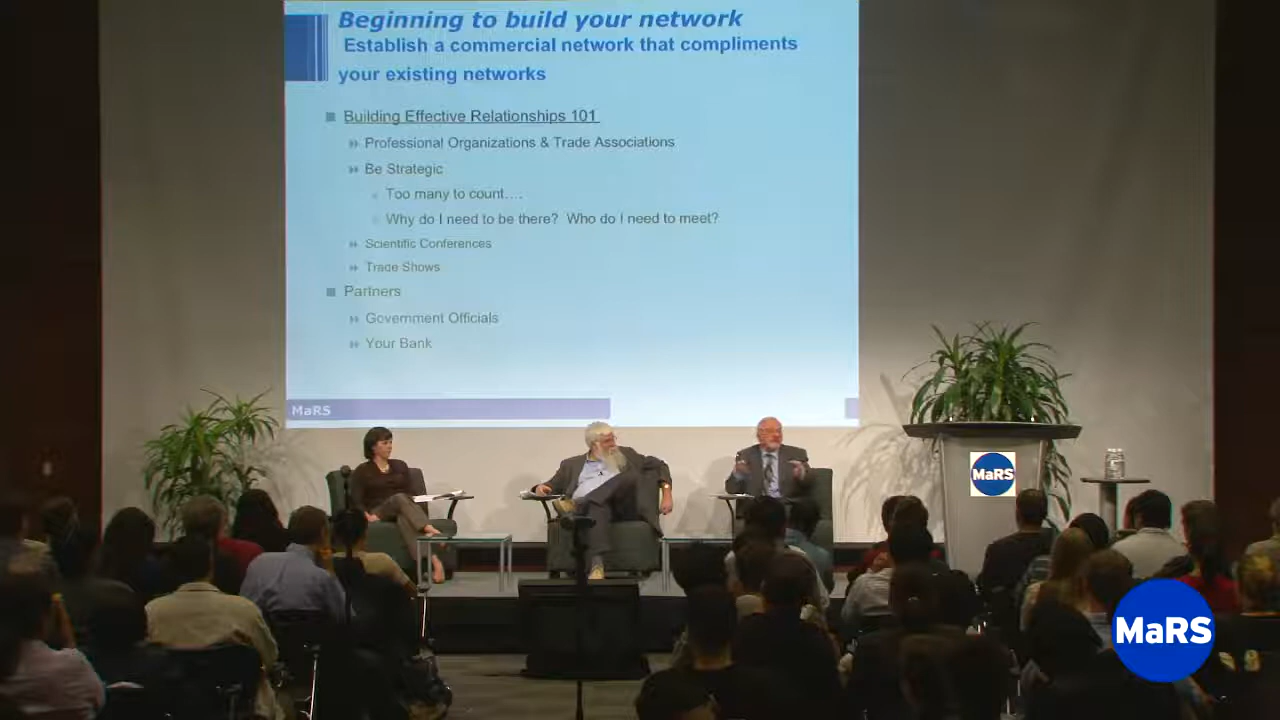 Beginning to build your network
Establish a commercial network that compliments
your existing networks
Building Effective Relationships 101
Professional Organizations & Trade Associations
Be Strategic
Too many to count….
Why do I need to be there? Who do I need to meet?
Scientific Conferences
Trade Shows
Partners
Government Officials
Your Bank
MaRS
MaRS
MaRS